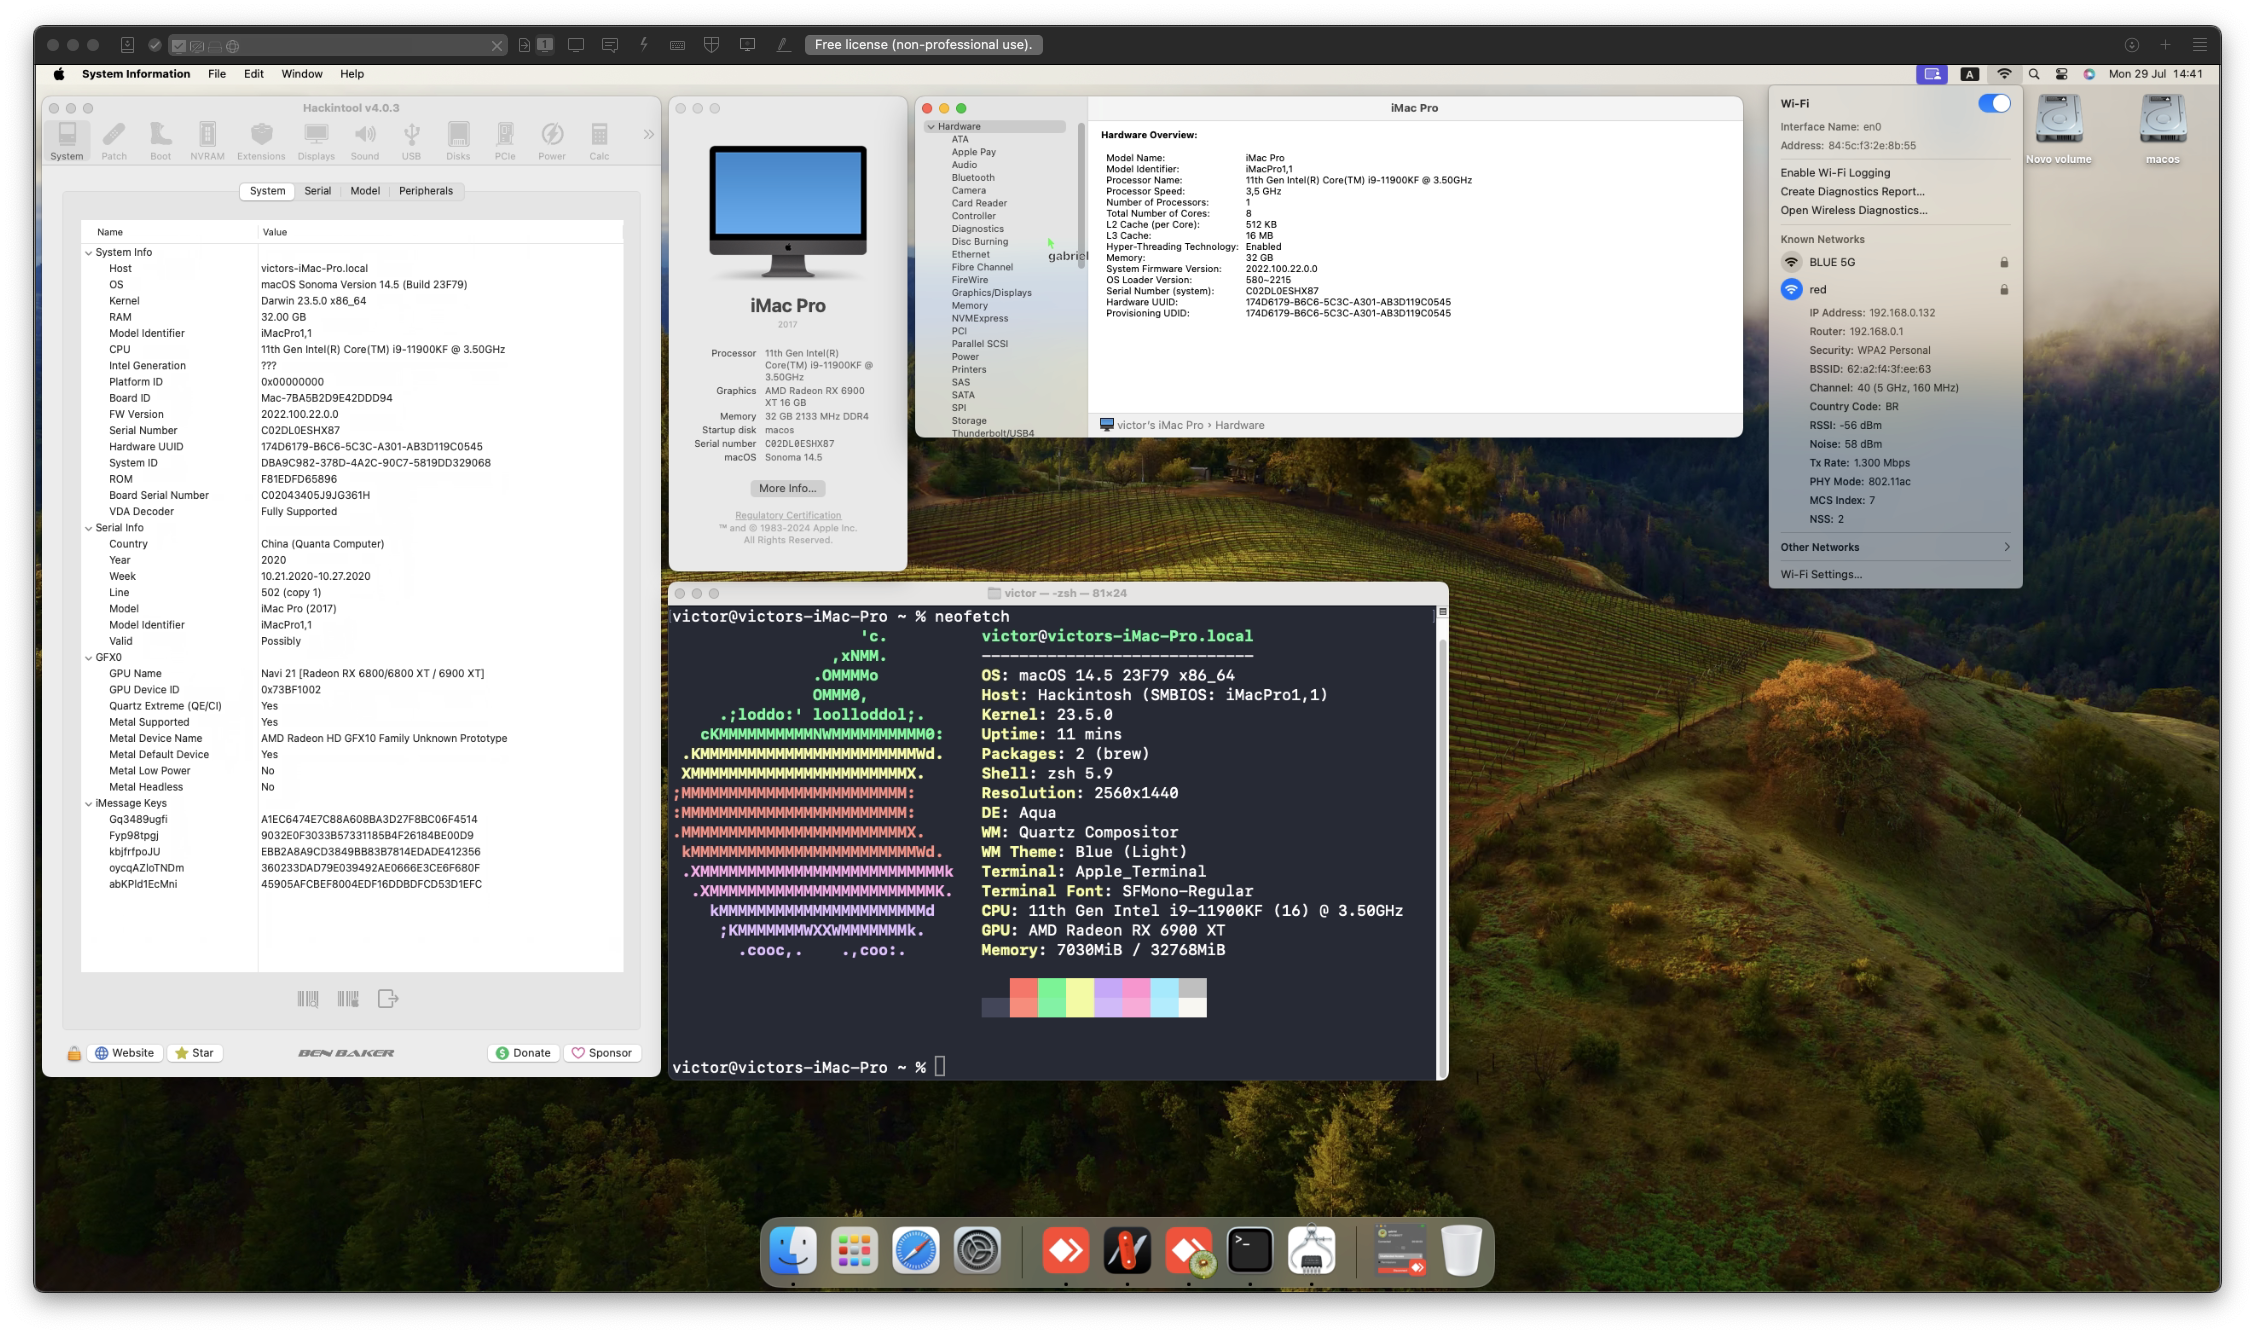 Free license (non-professional use).
System Information File Edit Window Help
A
Mon 29 Jul 14:41
Hackintool v4.0.3
System Patch Boot NVRAM Extensions Displays Sound USB Disks PCIe Power Calc
System Serial Model Peripherals
Name Value
System Info
Host victors-iMac-Pro.local
OS macOS Sonoma Version 14.5 (Build 23F79)
Kernel Darwin 23.5.0 x86_64
RAM 32.00 GB
Model Identifier iMacPro1,1
CPU 11th Gen Intel(R) Core(TM) i9-11900KF @ 3.50GHz
Intel Generation ???
Platform ID 0x00000000
Board ID Mac-7BA5B2D9E42DDD94
FW Version 2022.100.22.0.0
Serial Number C02DL0ESHX87
Hardware UUID 174D6179-B6C6-5C3C-A301-AB3D119C0545
System ID DBA9C982-378D-4A2C-90C7-5819DD329068
ROM F81EDFD65896
Board Serial Number C02043405J9JG361H
VDA Decoder Fully Supported
Serial Info
Country China (Quanta Computer)
Year 2020
Week 10.21.2020-10.27.2020
Line 502 (copy 1)
Model iMac Pro (2017)
Model Identifier iMacPro1,1
Valid Possibly
GFX0
GPU Name Navi 21 [Radeon RX 6800/6800 XT / 6900 XT]
GPU Device ID 0x73BF1002
Quartz Extreme (QE/CI) Yes
Metal Supported Yes
Metal Device Name AMD Radeon HD GFX10 Family Unknown Prototype
Metal Default Device Yes
Metal Low Power No
Metal Headless No
iMessage Keys
Gq3489ugfi A1EC6474E7C88A608BA3D27F8BC06F4514
Fyp98tpgj 9032E0F3033B57331185B4F26184BE00D9
kbjfrfpoJU EBB2A8A9CD3849BB83B7814EDADE412356
oycqAZloTNDm 360233DAD79E039492AE0666E3CE6F680F
abKPld1EcMni 45905AFCBEF8004EDF16DDBDFCD53D1EFC
Website Star BEN BAKER Donate Sponsor
iMac Pro
2017
Processor 11th Gen Intel(R)
Core(TM) i9-11900KF @
3.50GHz
Graphics AMD Radeon RX 6900
XT 16 GB
Memory 32 GB 2133 MHz DDR4
Startup disk macos
Serial number C02DL0ESHX87
macOS Sonoma 14.5
More Info...
Regulatory Certification
™ and © 1983-2024 Apple Inc.
All Rights Reserved.
iMac Pro
Hardware
ATA
Apple Pay
Audio
Bluetooth
Camera
Card Reader
Controller
Diagnostics
Disc Burning
Ethernet
Fibre Channel
FireWire
Graphics/Displays
Memory
NVMExpress
PCI
Parallel SCSI
Power
Printers
SAS
SATA
SPI
Storage
Thunderbolt/USB4
gabriel
Hardware Overview:
Model Name: iMac Pro
Model Identifier: iMacPro1,1
Processor Name: 11th Gen Intel(R) Core(TM) i9-11900KF @ 3.50GHz
Processor Speed: 3,5 GHz
Number of Processors: 1
Total Number of Cores: 8
L2 Cache (per Core): 512 KB
L3 Cache: 16 MB
Hyper-Threading Technology: Enabled
Memory: 32 GB
System Firmware Version: 2022.100.22.0.0
OS Loader Version: 580~2215
Serial Number (system): C02DL0ESHX87
Hardware UUID: 174D6179-B6C6-5C3C-A301-AB3D119C0545
Provisioning UDID: 174D6179-B6C6-5C3C-A301-AB3D119C0545
victor's iMac Pro › Hardware
Wi-Fi
Interface Name: en0
Address: 84:5c:f3:2e:8b:55
Enable Wi-Fi Logging
Create Diagnostics Report...
Open Wireless Diagnostics...
Known Networks
BLUE 5G
red
IP Address: 192.168.0.132
Router: 192.168.0.1
Security: WPA2 Personal
BSSID: 62:a2:f4:3f:ee:63
Channel: 40 (5 GHz, 160 MHz)
Country Code: BR
RSSI: -56 dBm
Noise: 58 dBm
Tx Rate: 1.300 Mbps
PHY Mode: 802.11ac
MCS Index: 7
NSS: 2
Other Networks
Wi-Fi Settings...
Novo volume
macos
victor — -zsh — 81×24
victor@victors-iMac-Pro ~ % neofetch
'c. victor@victors-iMac-Pro.local
,xNMM. -----------------------------
.OMMMMo OS: macOS 14.5 23F79 x86_64
OMMM0, Host: Hackintosh (SMBIOS: iMacPro1,1)
.;loddo:' loolloddol;. Kernel: 23.5.0
cKMMMMMMMMMMNWMMMMMMMMMM0: Uptime: 11 mins
.KMMMMMMMMMMMMMMMMMMMMMMMWd. Packages: 2 (brew)
XMMMMMMMMMMMMMMMMMMMMMMMX. Shell: zsh 5.9
;MMMMMMMMMMMMMMMMMMMMMMMM: Resolution: 2560x1440
:MMMMMMMMMMMMMMMMMMMMMMMM: DE: Aqua
.MMMMMMMMMMMMMMMMMMMMMMMMX. WM: Quartz Compositor
kMMMMMMMMMMMMMMMMMMMMMMMMWd. WM Theme: Blue (Light)
.XMMMMMMMMMMMMMMMMMMMMMMMMMMk Terminal: Apple_Terminal
.XMMMMMMMMMMMMMMMMMMMMMMMMK. Terminal Font: SFMono-Regular
kMMMMMMMMMMMMMMMMMMMMMMd CPU: 11th Gen Intel i9-11900KF (16) @ 3.50GHz
;KMMMMMMMWXXWMMMMMMMk. GPU: AMD Radeon RX 6900 XT
.cooc,. .,coo:. Memory: 7030MiB / 32768MiB
victor@victors-iMac-Pro ~ %